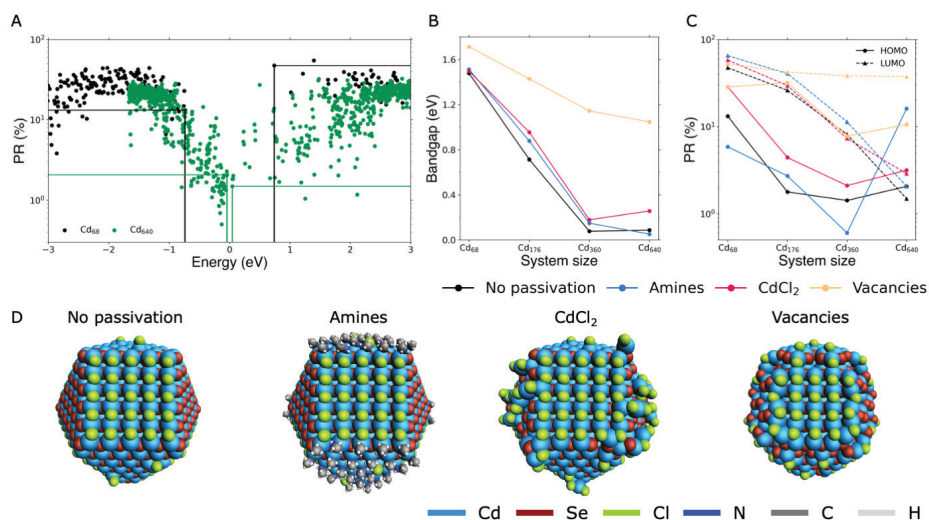 A
PR (%)
10²
10¹
10⁰
Cd₆₈
Cd₆₄₀
−3
−2
−1
0
1
2
3
Energy (eV)
B
Bandgap (eV)
1.6
1.2
0.8
0.4
0.0
Cd₆₈
Cd₁₇₆
Cd₃₆₀
Cd₆₄₀
System size
C
PR (%)
10²
10¹
10⁰
HOMO
LUMO
Cd₆₈
Cd₁₇₆
Cd₃₆₀
Cd₆₄₀
System size
No passivation Amines CdCl₂ Vacancies
D
No passivation
Amines
CdCl₂
Vacancies
Cd Se Cl N C H